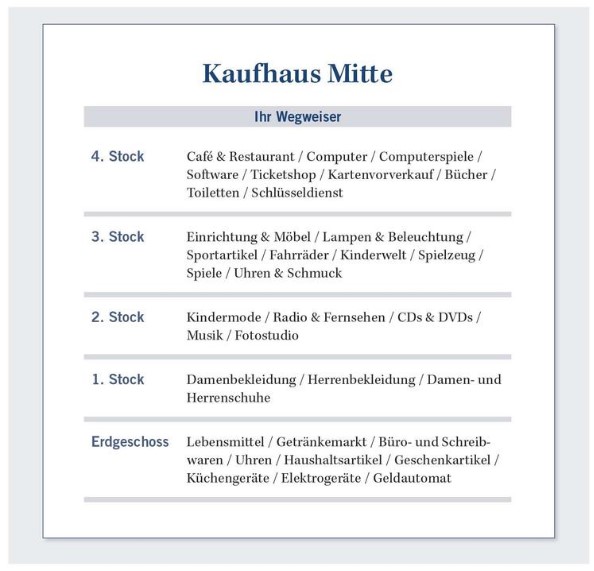 Kaufhaus Mitte
Ihr Wegweiser
4. Stock Café & Restaurant / Computer / Computerspiele /
Software / Ticketshop / Kartenvorverkauf / Bücher /
Toiletten / Schlüsseldienst
3. Stock Einrichtung & Möbel / Lampen & Beleuchtung /
Sportartikel / Fahrräder / Kinderwelt / Spielzeug /
Spiele / Uhren & Schmuck
2. Stock Kindermode / Radio & Fernsehen / CDs & DVDs /
Musik / Fotostudio
1. Stock Damenbekleidung / Herrenbekleidung / Damen- und
Herrenschuhe
Erdgeschoss Lebensmittel / Getränkemarkt / Büro- und Schreib-
waren / Uhren / Haushaltsartikel / Geschenkartikel /
Küchengeräte / Elektrogeräte / Geldautomat